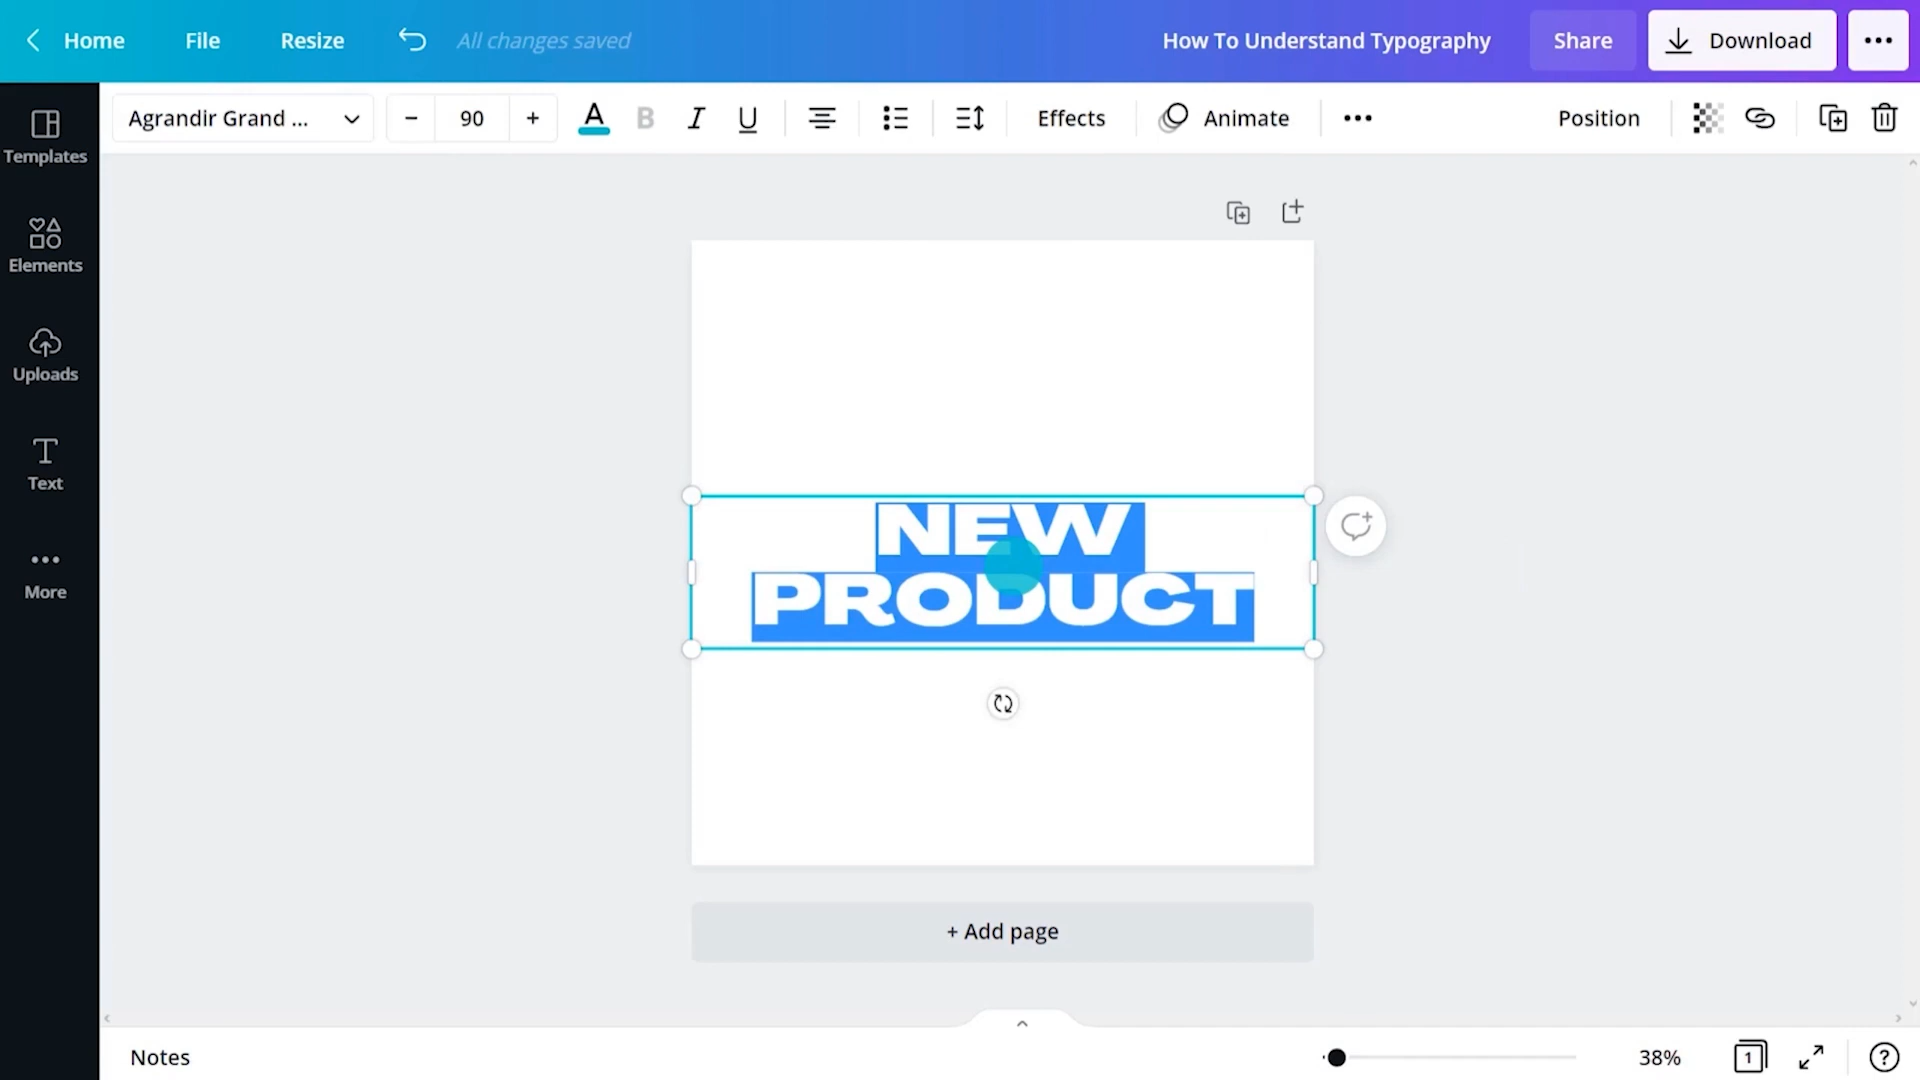 Home File Resize All changes saved How To Understand Typography Share Download
Agrandir Grand ... 90 A B I U Effects Animate Position
Templates
Elements
Uploads
Text
More
NEW
PRODUCT
+ Add page
Notes 38% 1 ?